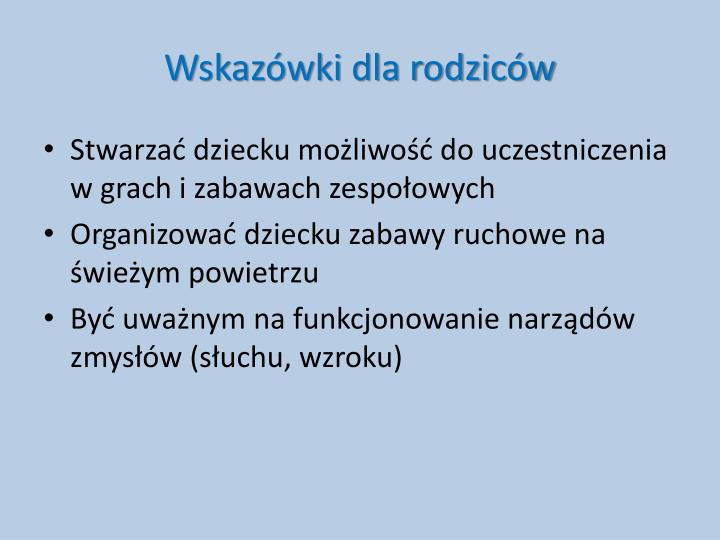 Wskazówki dla rodziców
• Stwarzać dziecku możliwość do uczestniczenia
w grach i zabawach zespołowych
• Organizować dziecku zabawy ruchowe na
świeżym powietrzu
• Być uważnym na funkcjonowanie narządów
zmysłów (słuchu, wzroku)